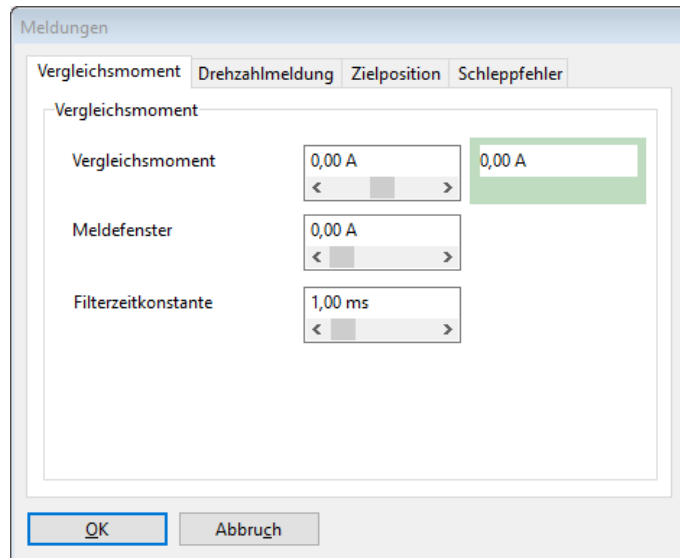 Meldungen
Vergleichsmoment Drehzahlmeldung Zielposition Schleppfehler
Vergleichsmoment
Vergleichsmoment 0,00 A 0,00 A
Meldefenster 0,00 A
Filterzeitkonstante 1,00 ms
OK Abbruch